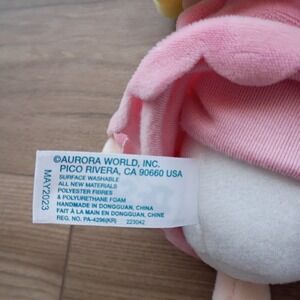 ©AURORA WORLD, INC.
PICO RIVERA, CA 90660 USA
SURFACE WASHABLE
ALL NEW MATERIALS
POLYESTER FIBRES
& POLYURETHANE FOAM
HANDMADE IN DONGGUAN, CHINA
FAIT À LA MAIN EN DONGGUAN, CHINE
REG. NO. PA-4296(KR) 223042
MAY2023